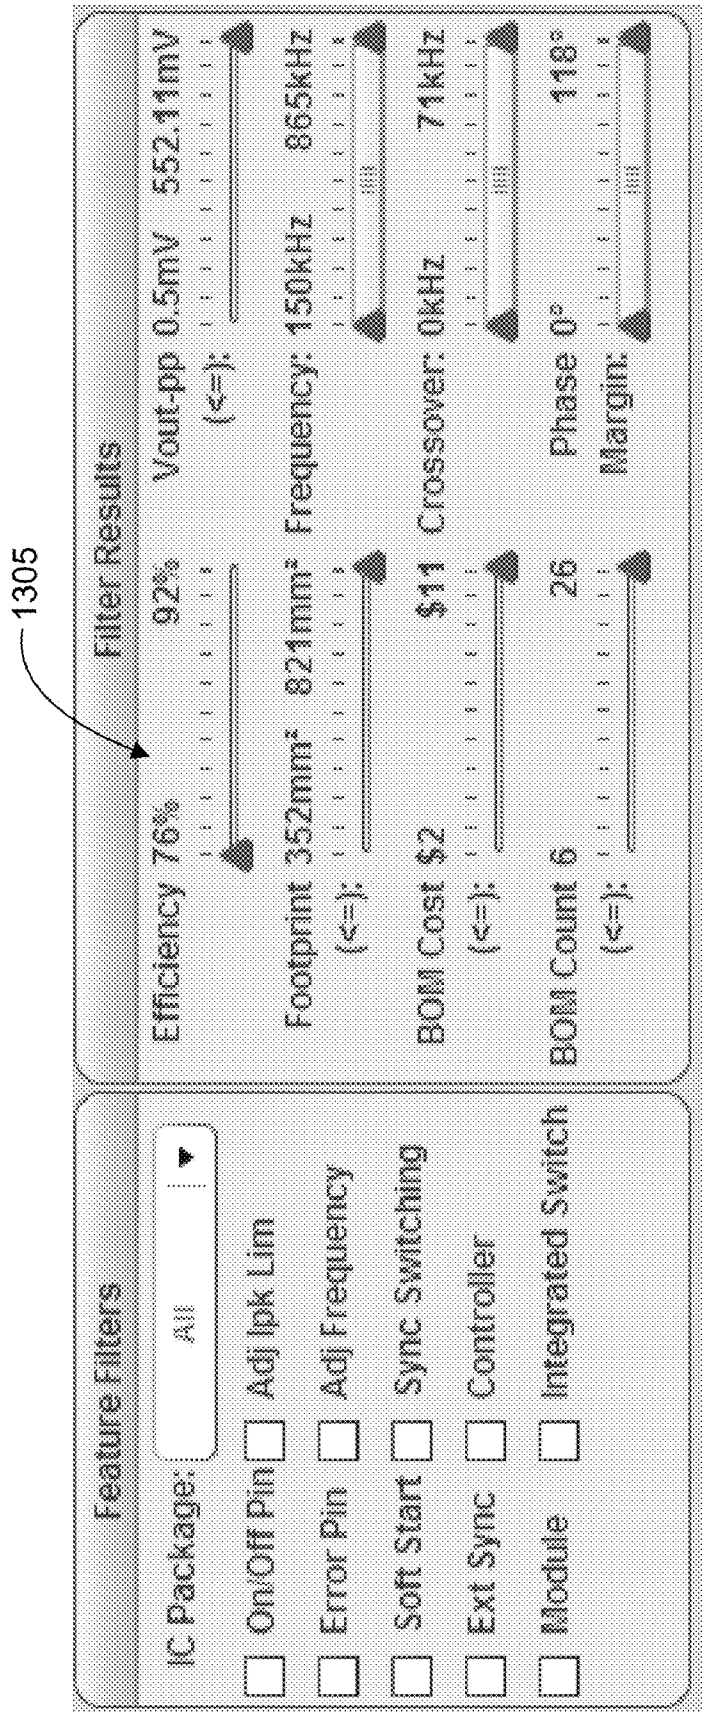 1305
Feature Filters
IC Package: All
On/Off Pin Adj Ipk Lim
Error Pin Adj Frequency
Soft Start Sync Switching
Ext Sync Controller
Module Integrated Switch
Filter Results
Efficiency 76% 92% Vout-pp 0.5mV 552.11mV
(<=):
Footprint 352mm² 821mm² Frequency: 150kHz 865kHz
(<=):
BOM Cost $2 $11 Crossover: 0kHz 71kHz
(<=):
BOM Count 6 26 Phase 0° 118°
(<=): Margin: